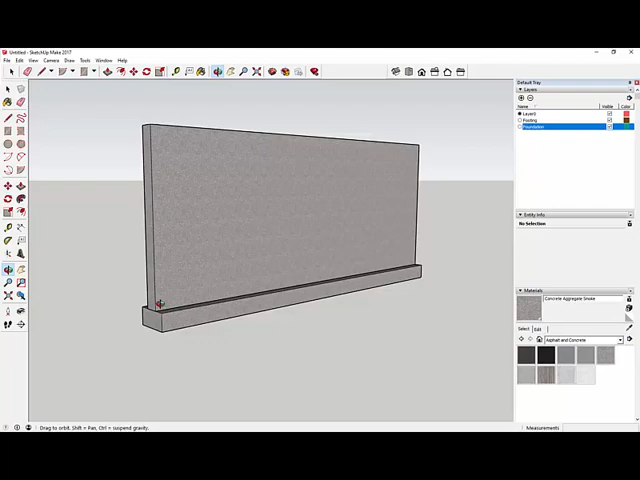 Untitled - SketchUp Make 2017
File Edit View Camera Draw Tools Window Help
Default Tray
Layers
Name Visible Color
Layer0
Footing
Foundation
Entity Info
No Selection
Materials
Concrete Aggregate Smoke
Select Edit
Asphalt and Concrete
Drag to orbit. Shift = Pan, Ctrl = suspend gravity.
Measurements